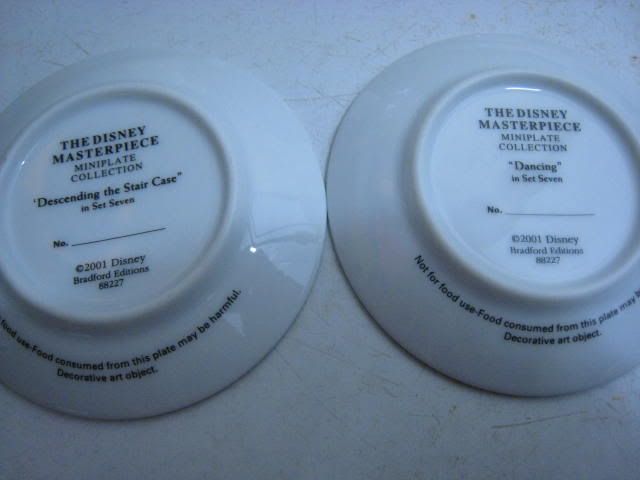 THE DISNEY
MASTERPIECE
MINIPLATE
COLLECTION
"Descending the Stair Case"
in Set Seven
No.
©2001 Disney
Bradford Editions
88227
food use-Food consumed from this plate may be harmful.
Decorative art object.
THE DISNEY
MASTERPIECE
MINIPLATE
COLLECTION
"Dancing"
in Set Seven
No.
©2001 Disney
Bradford Editions
88227
Not for food use-Food consumed from this plate may be
Decorative art object.